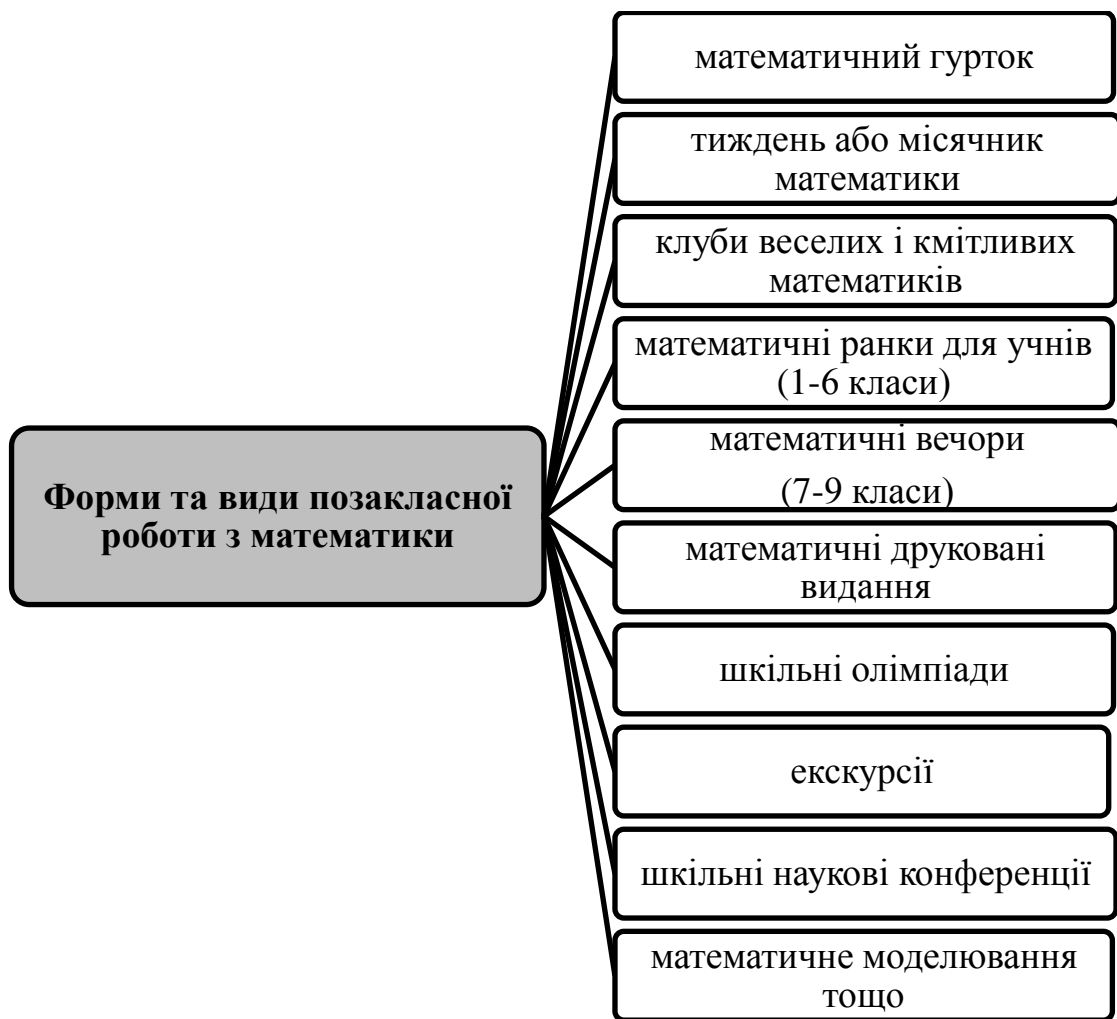 математичний гурток
тиждень або місячник
математики
клуби веселих і кмітливих
математиків
математичні ранки для учнів
(1-6 класи)
математичні вечори
(7-9 класи)
Форми та види позакласної
роботи з математики
математичні друковані
видання
шкільні олімпіади
екскурсії
шкільні наукові конференції
математичне моделювання
тощо